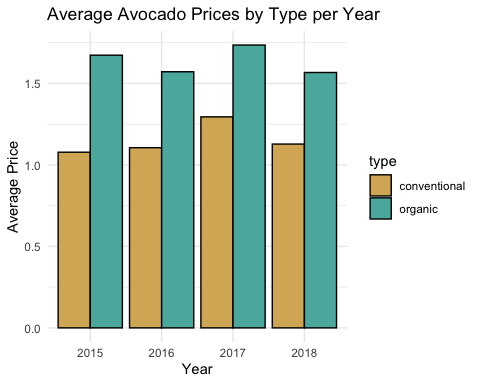 Average Avocado Prices by Type per Year
Average Price
1.5
1.0
0.5
0.0
2015 2016 2017 2018
Year
type
conventional
organic